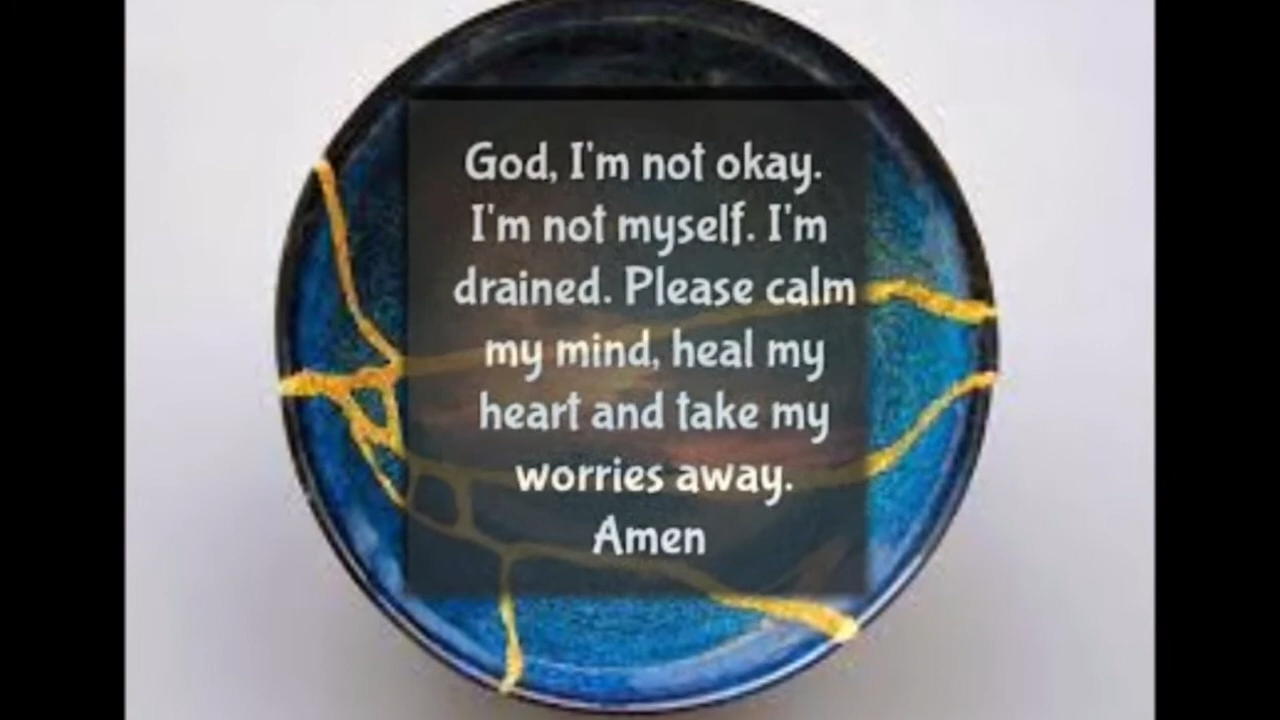 God, I'm not okay.
I'm not myself. I'm
drained. Please calm
my mind, heal my
heart and take my
worries away.
Amen